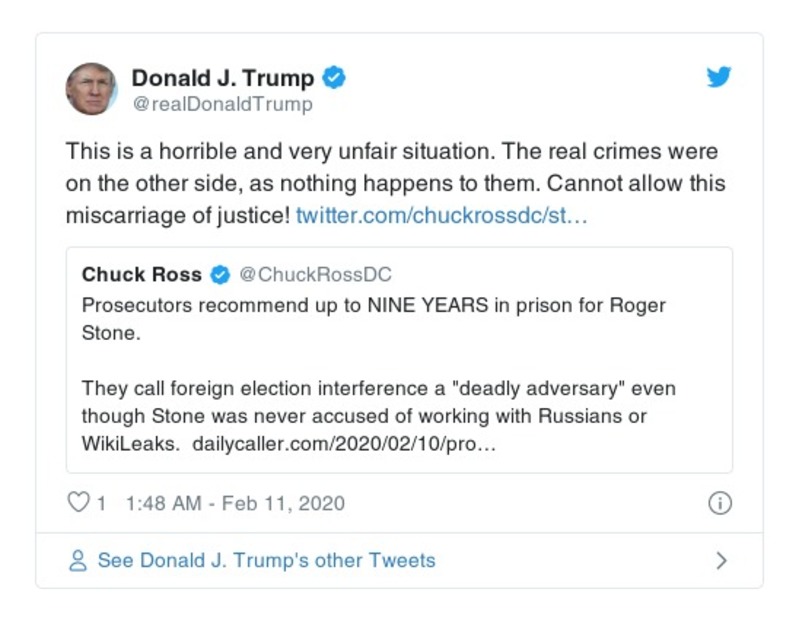 Donald J. Trump
@realDonaldTrump
This is a horrible and very unfair situation. The real crimes were
on the other side, as nothing happens to them. Cannot allow this
miscarriage of justice! twitter.com/chuckrossdc/st…
Chuck Ross @ChuckRossDC
Prosecutors recommend up to NINE YEARS in prison for Roger
Stone.
They call foreign election interference a "deadly adversary" even
though Stone was never accused of working with Russians or
WikiLeaks. dailycaller.com/2020/02/10/pro…
1 1:48 AM - Feb 11, 2020
See Donald J. Trump's other Tweets